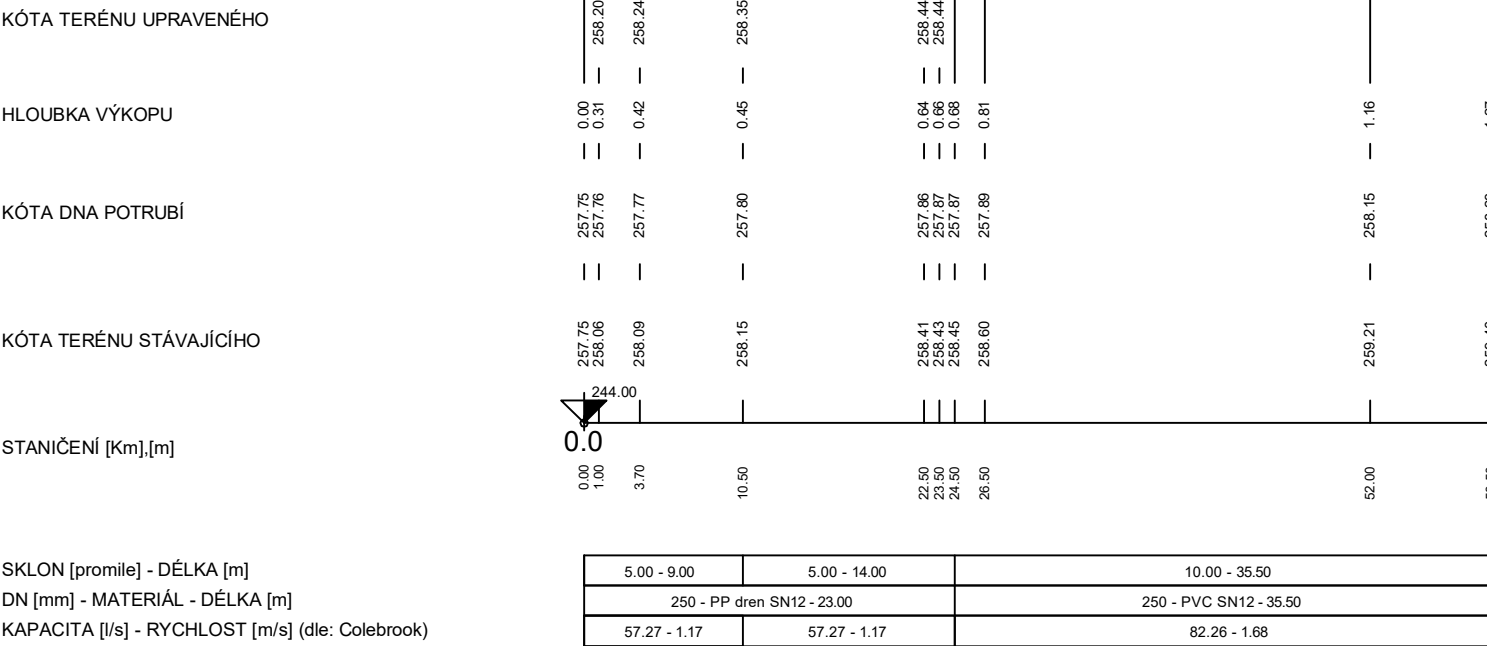 KÓTA TERÉNU UPRAVENÉHO 258.20 258.24 258.35 258.44 258.44
HLOUBKA VÝKOPU 0.00 0.31 0.42 0.45 0.64 0.66 0.68 0.81 1.16
KÓTA DNA POTRUBÍ 257.75 257.76 257.77 257.80 257.86 257.87 257.87 257.89 258.15
KÓTA TERÉNU STÁVAJÍCÍHO 257.75 258.06 258.09 258.15 258.41 258.43 258.45 258.60 259.21
244.00
0.0
STANIČENÍ [Km],[m] 0.00 1.00 3.70 10.50 22.50 23.50 24.50 26.50 52.00
SKLON [promile] - DÉLKA [m] 5.00 - 9.00 5.00 - 14.00 10.00 - 35.50
DN [mm] - MATERIÁL - DÉLKA [m] 250 - PP dren SN12 - 23.00 250 - PVC SN12 - 35.50
KAPACITA [l/s] - RYCHLOST [m/s] (dle: Colebrook) 57.27 - 1.17 57.27 - 1.17 82.26 - 1.68